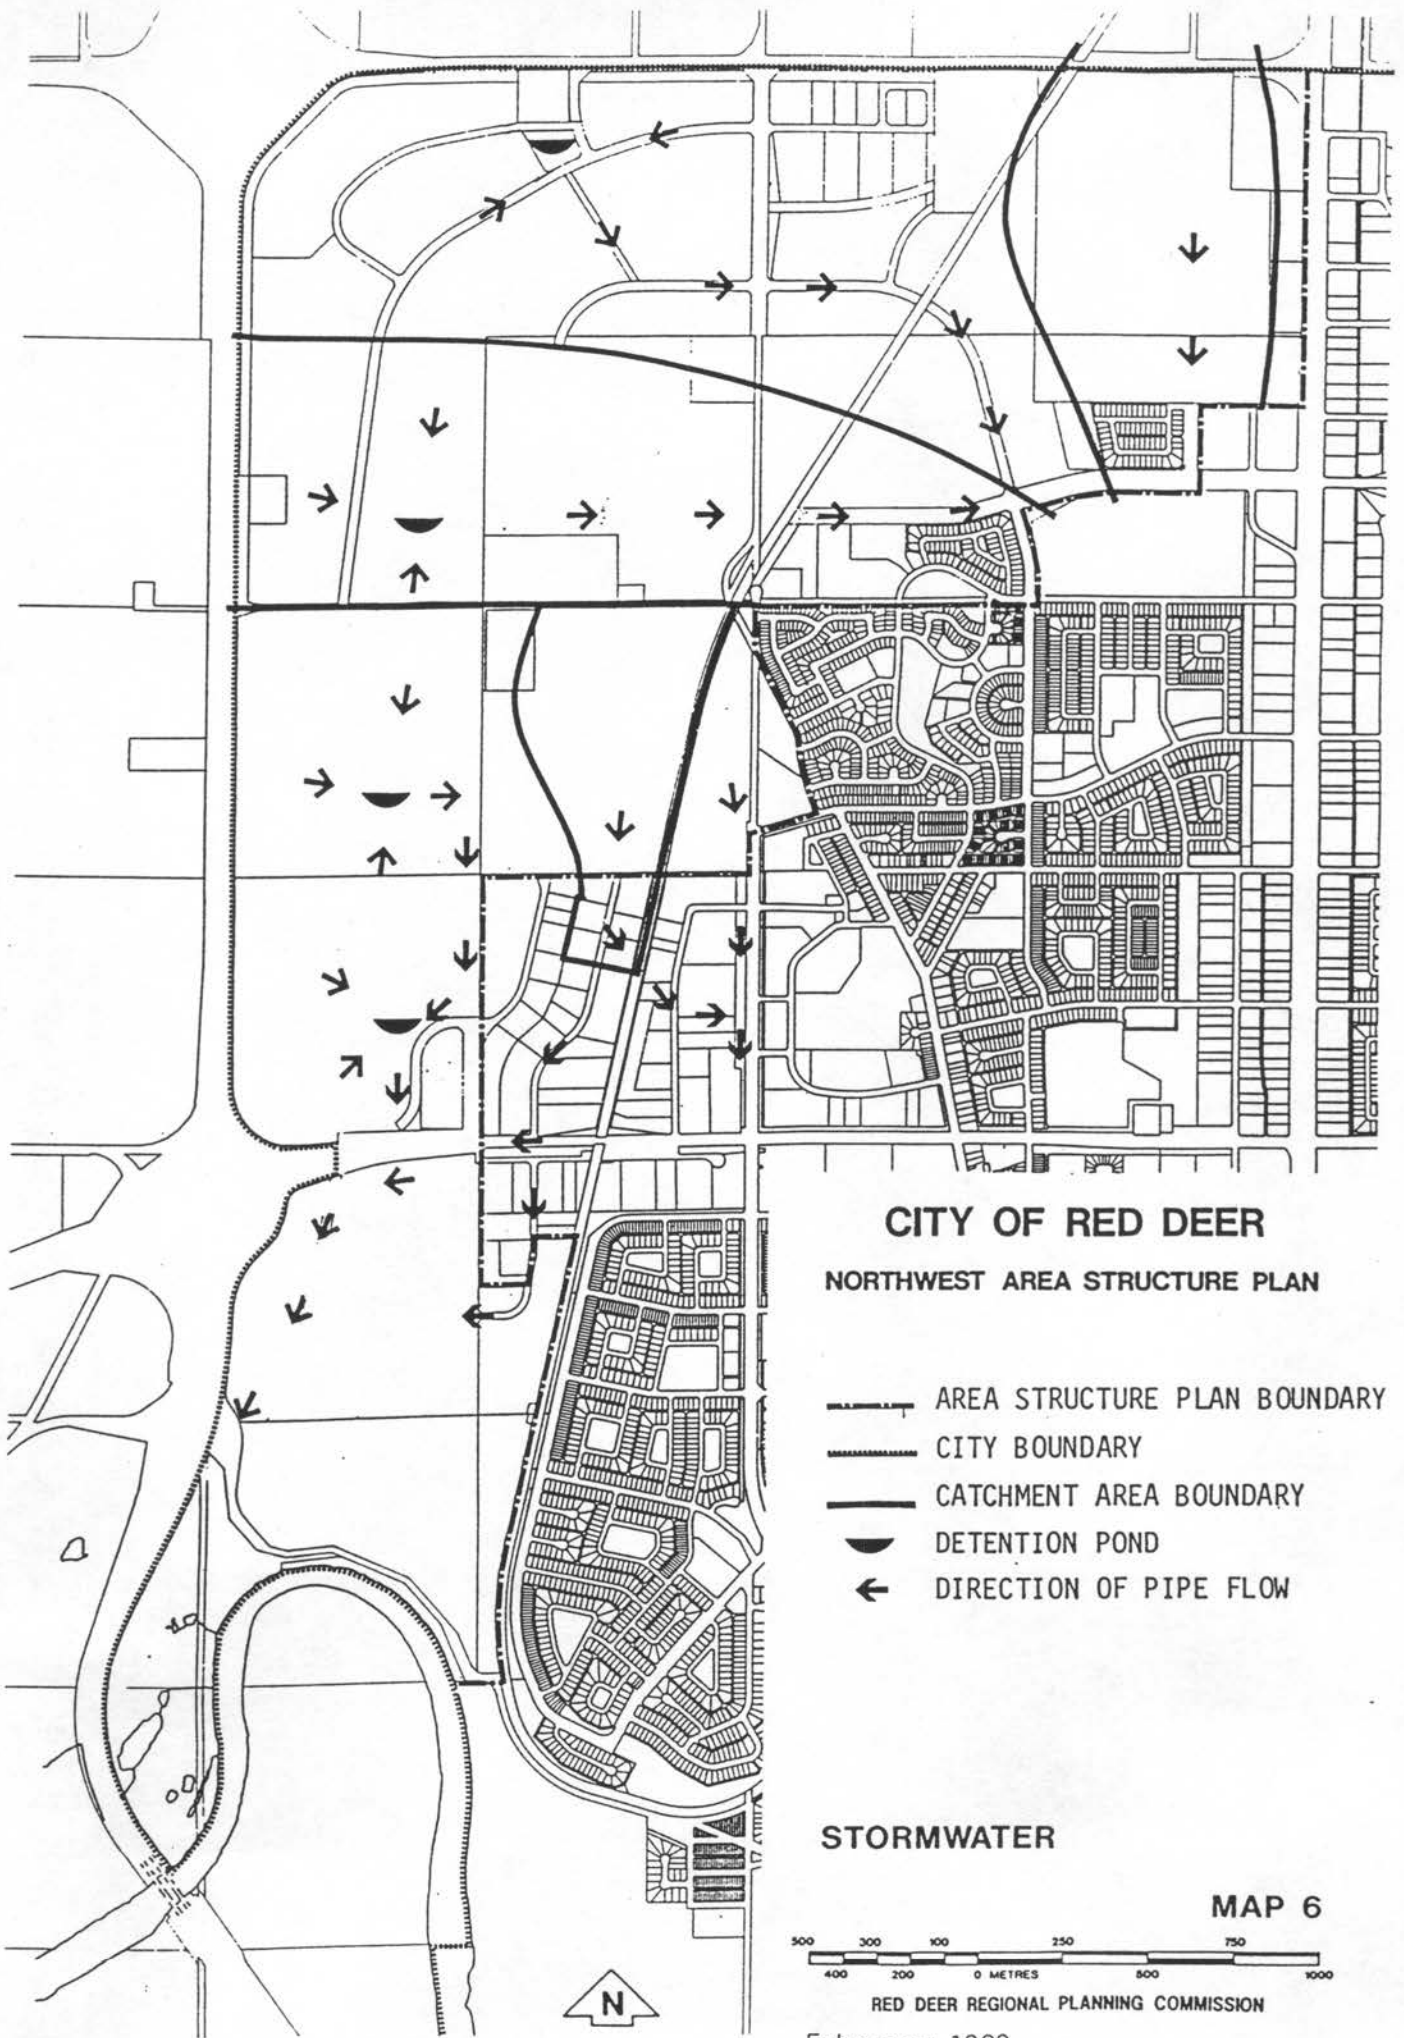 CITY OF RED DEER
NORTHWEST AREA STRUCTURE PLAN
AREA STRUCTURE PLAN BOUNDARY
CITY BOUNDARY
CATCHMENT AREA BOUNDARY
DETENTION POND
DIRECTION OF PIPE FLOW
STORMWATER
MAP 6
500 300 100 250 750
400 200 0 METRES 500 1000
RED DEER REGIONAL PLANNING COMMISSION
N